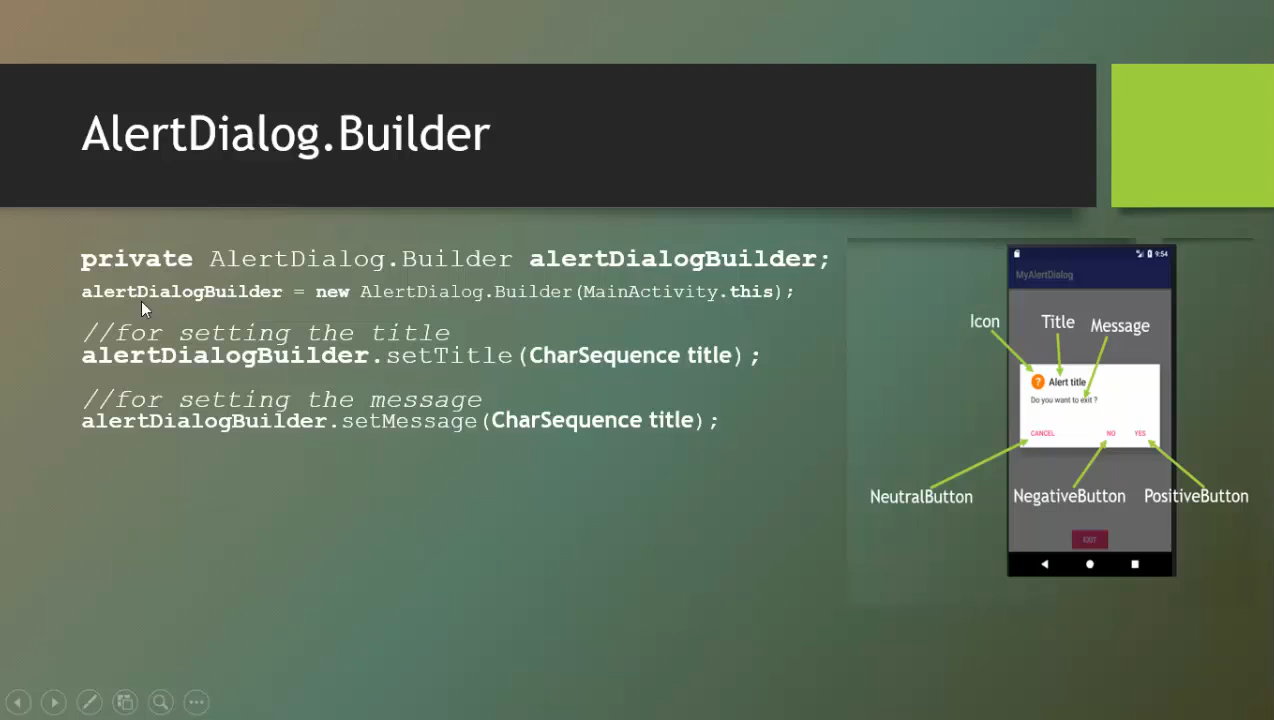 AlertDialog.Builder
private AlertDialog.Builder alertDialogBuilder;
alertDialogBuilder = new AlertDialog.Builder(MainActivity.this);
//for setting the title
alertDialogBuilder.setTitle(CharSequence title);
//for setting the message
alertDialogBuilder.setMessage(CharSequence title);
9:54
MyAlertDialog
Icon
Title
Message
?
Alert title
Do you want to exit ?
CANCEL
NO
YES
NeutralButton
NegativeButton
PositiveButton
EXIT